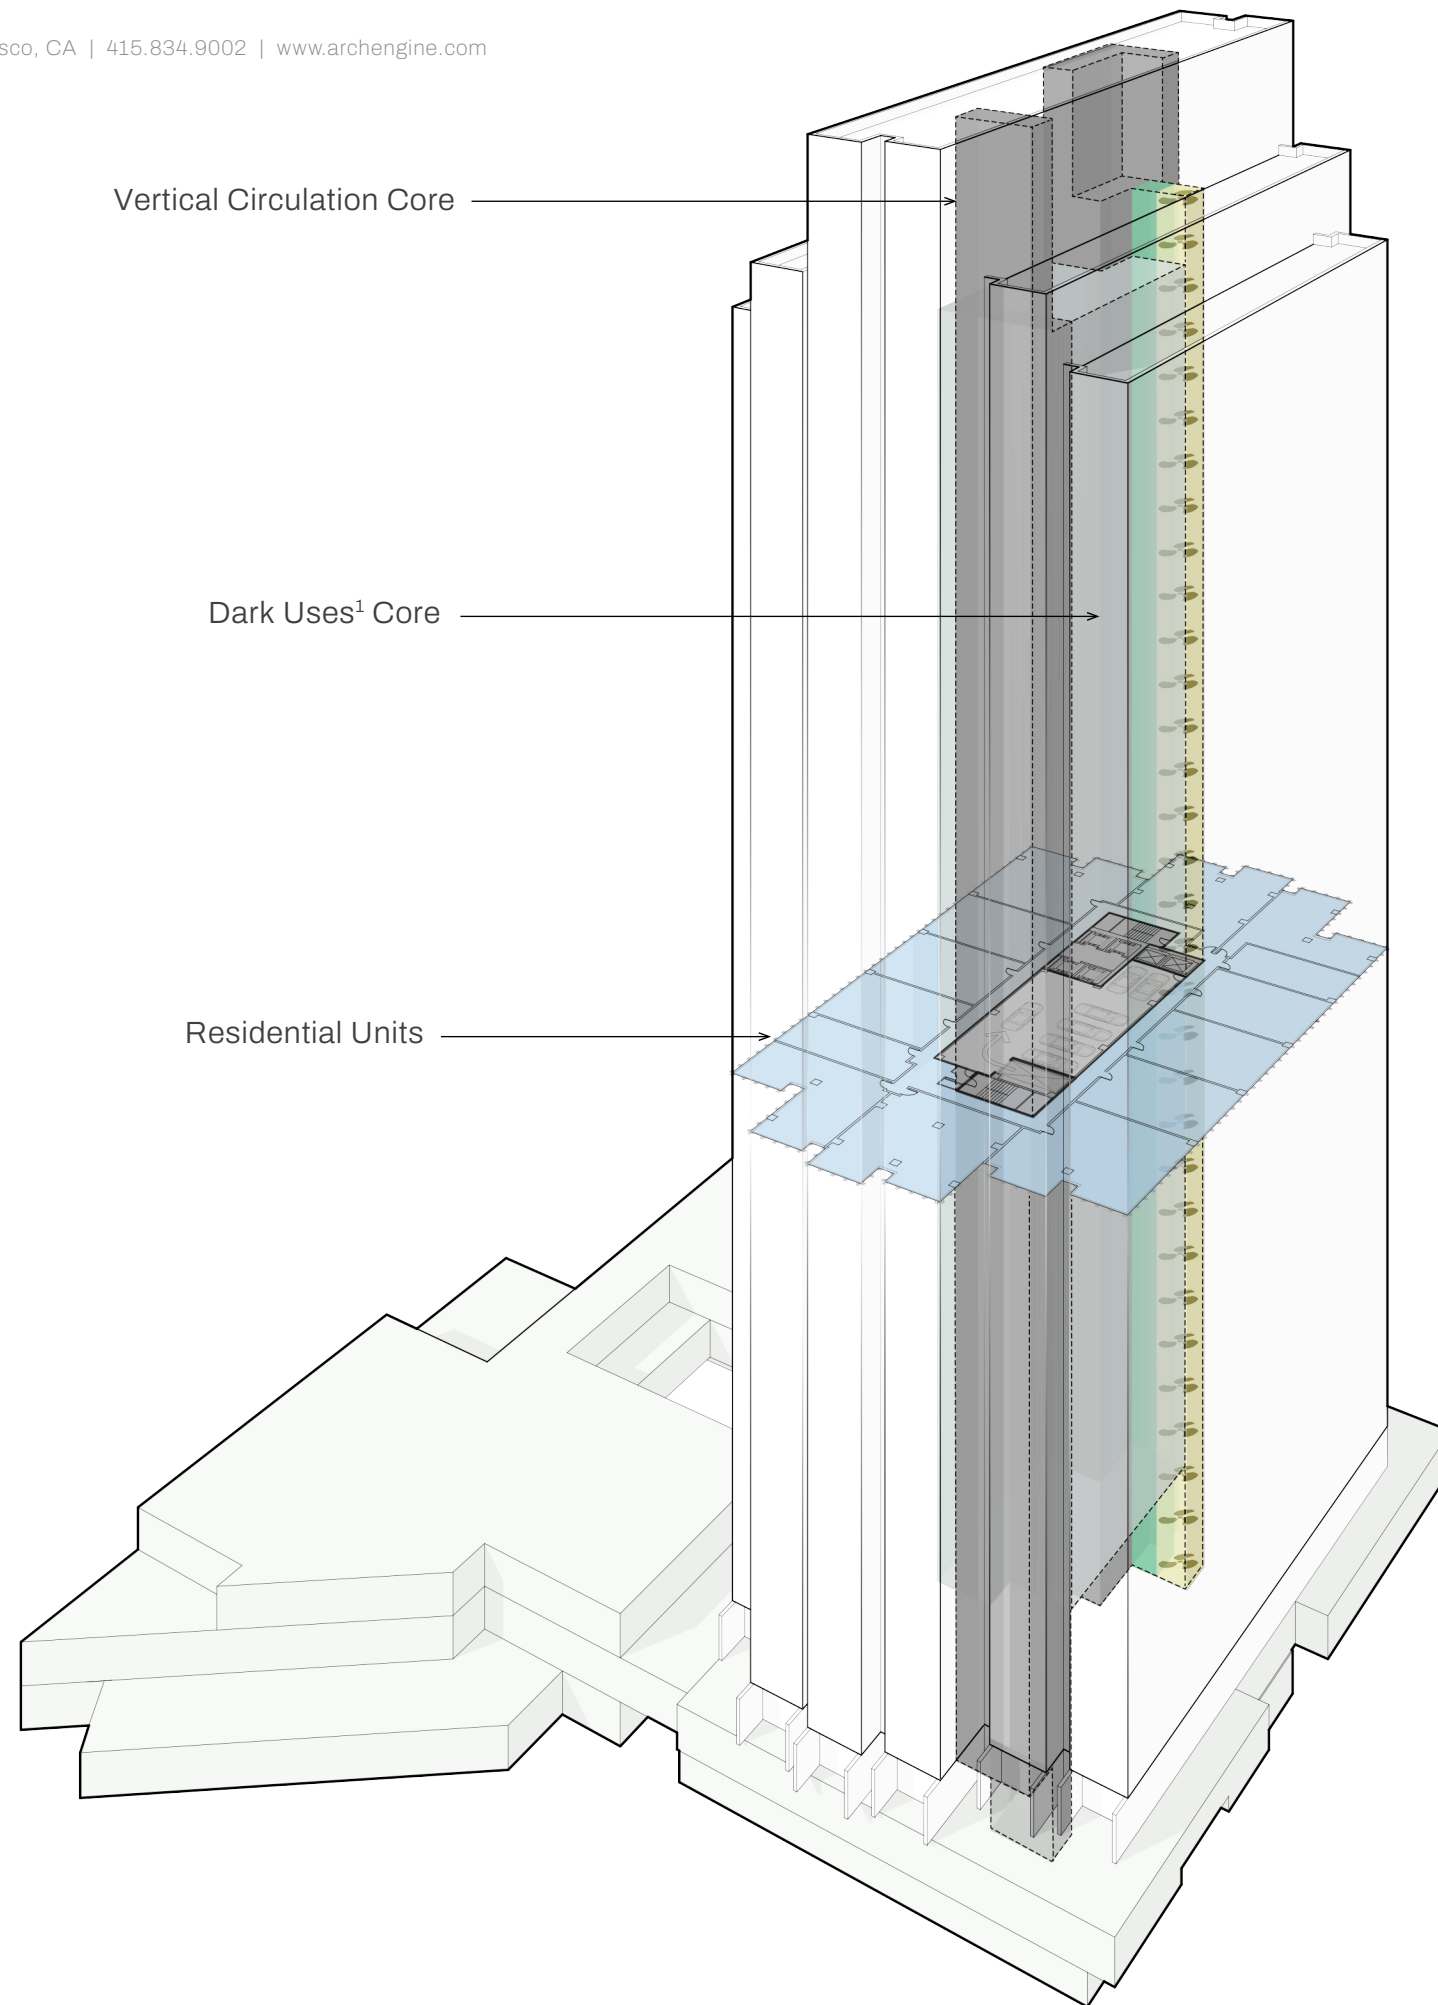 sco, CA | 415.834.9002 | www.archengine.com
Vertical Circulation Core
Dark Uses¹ Core
Residential Units